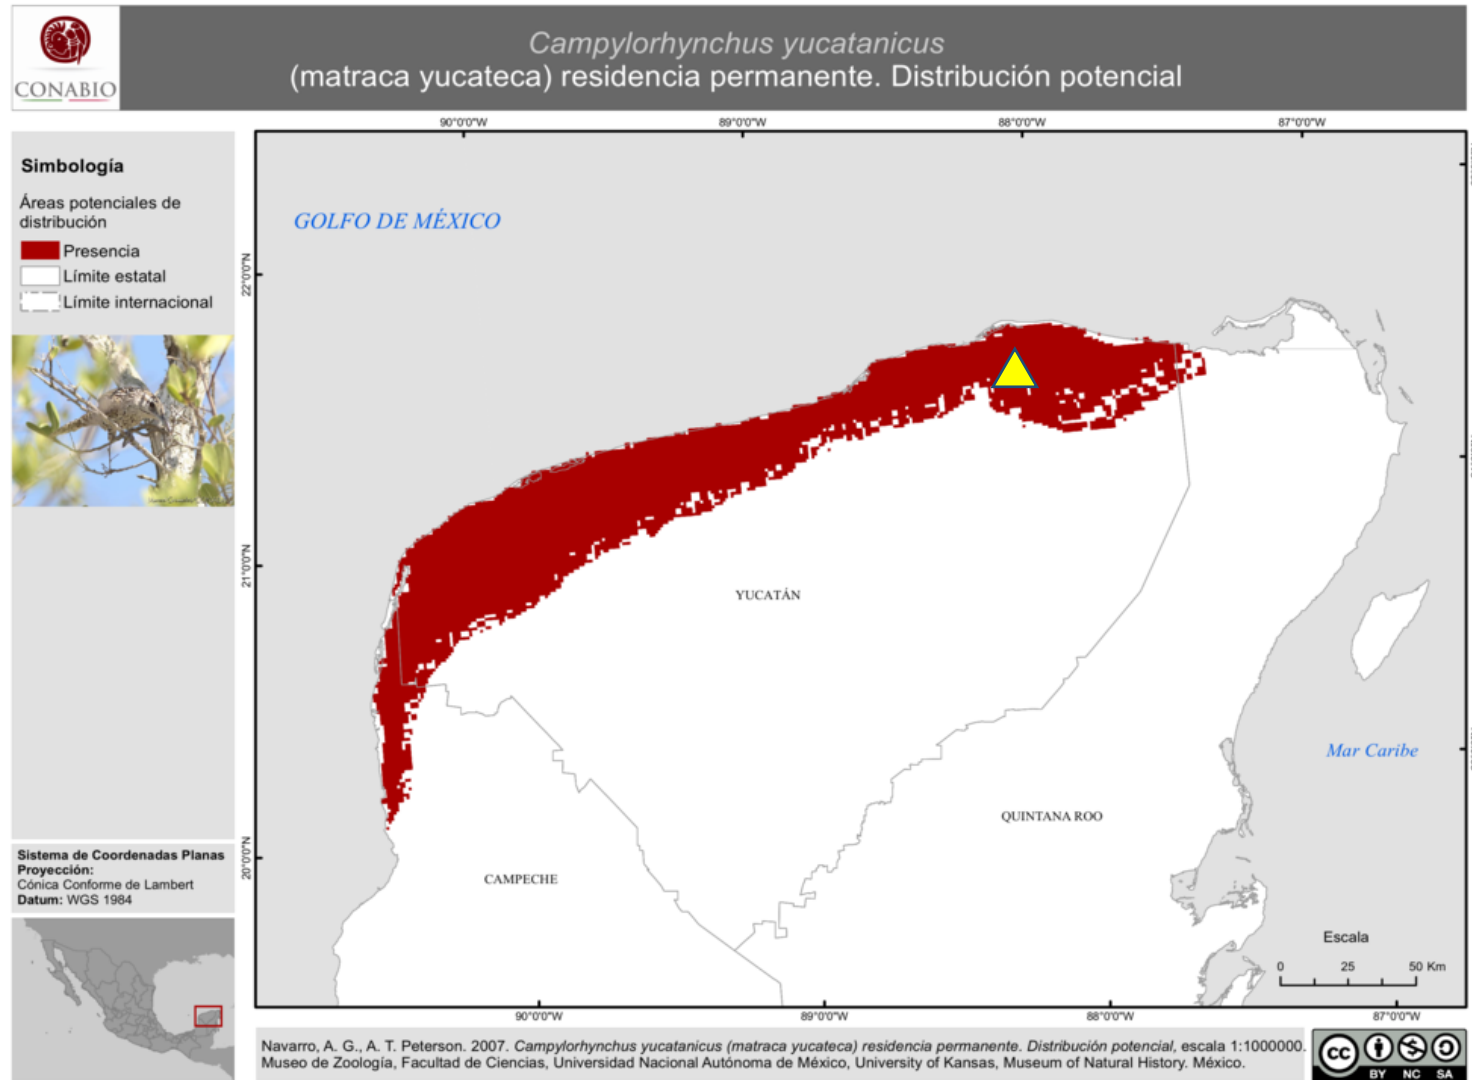 CONABIO
Campylorhynchus yucatanicus
(matraca yucateca) residencia permanente. Distribución potencial
Simbología
Áreas potenciales de
distribución
Presencia
Límite estatal
Límite internacional
90°0'0"W
89°0'0"W
88°0'0"W
87°0'0"W
GOLFO DE MÉXICO
22°0'0"N
21°0'0"N
YUCATÁN
Mar Caribe
QUINTANA ROO
20°0'0"N
CAMPECHE
Escala
0 25 50 Km
90°0'0"W
89°0'0"W
88°0'0"W
87°0'0"W
Sistema de Coordenadas Planas
Proyección:
Cónica Conforme de Lambert
Datum: WGS 1984
Navarro, A. G., A. T. Peterson. 2007. Campylorhynchus yucatanicus (matraca yucateca) residencia permanente. Distribución potencial, escala 1:1000000.
Museo de Zoología, Facultad de Ciencias, Universidad Nacional Autónoma de México, University of Kansas, Museum of Natural History. México.
cc
BY NC SA